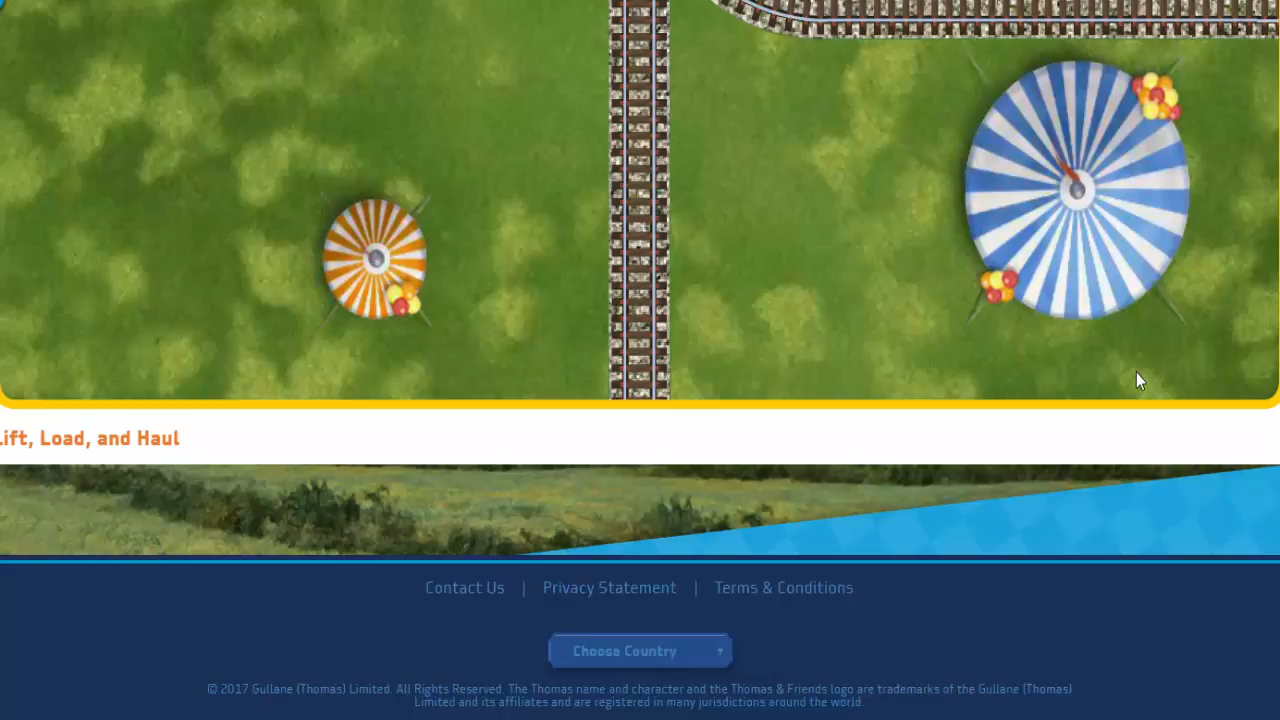 Lift, Load, and Haul
Contact Us | Privacy Statement | Terms & Conditions
Choose Country
© 2017 Gullane (Thomas) Limited. All Rights Reserved. The Thomas name and character and the Thomas & Friends logo are trademarks of the Gullane (Thomas)
Limited and its affiliates and are registered in many jurisdictions around the world.